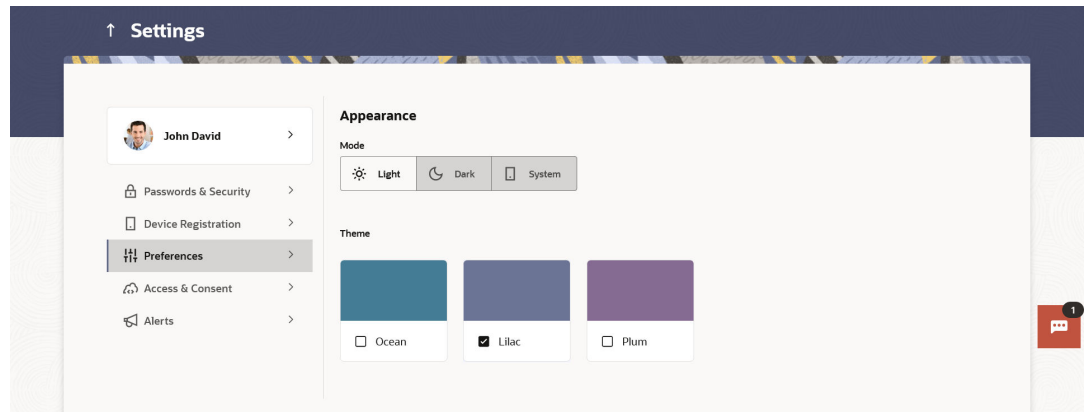 Settings
John David
Passwords & Security
Device Registration
Preferences
Access & Consent
Alerts
Appearance
Mode
Light Dark System
Theme
Ocean Lilac Plum
1